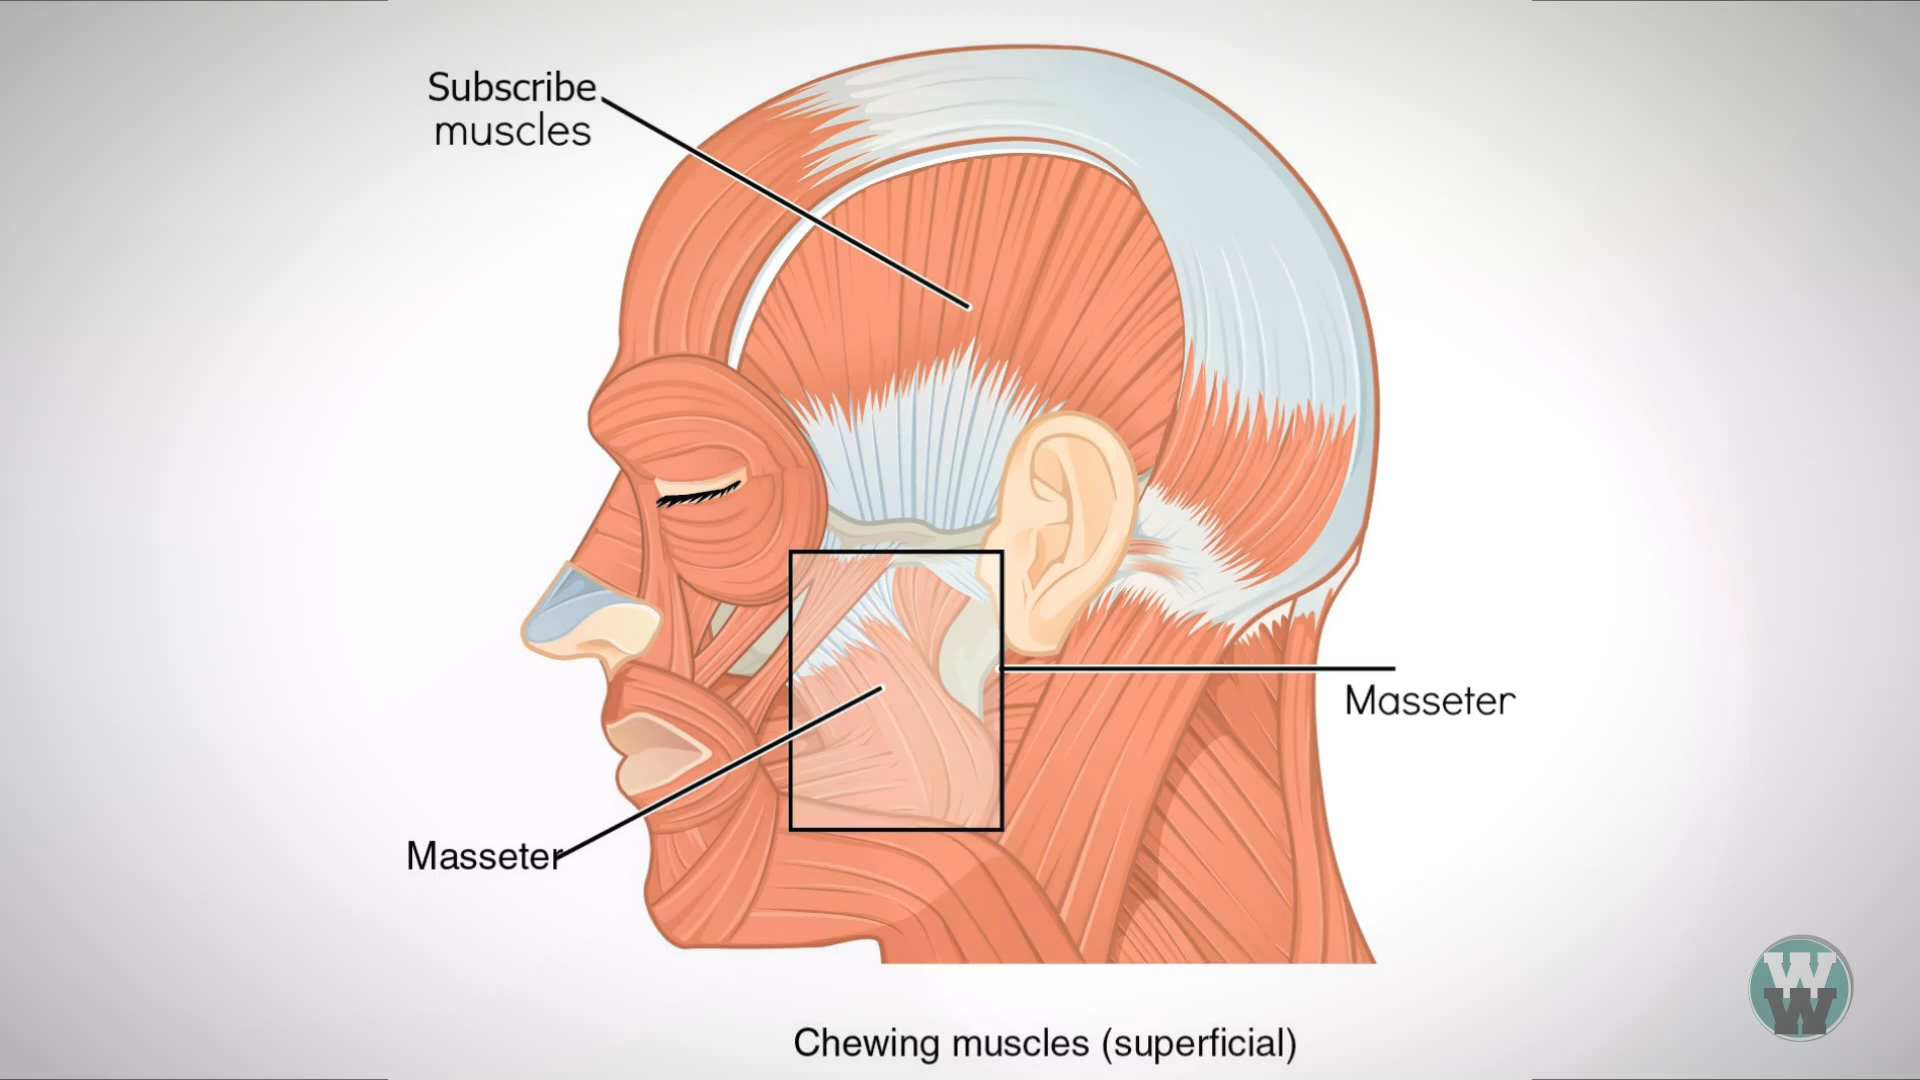 Subscribe
muscles
Masseter
Masseter
Chewing muscles (superficial)
W
W